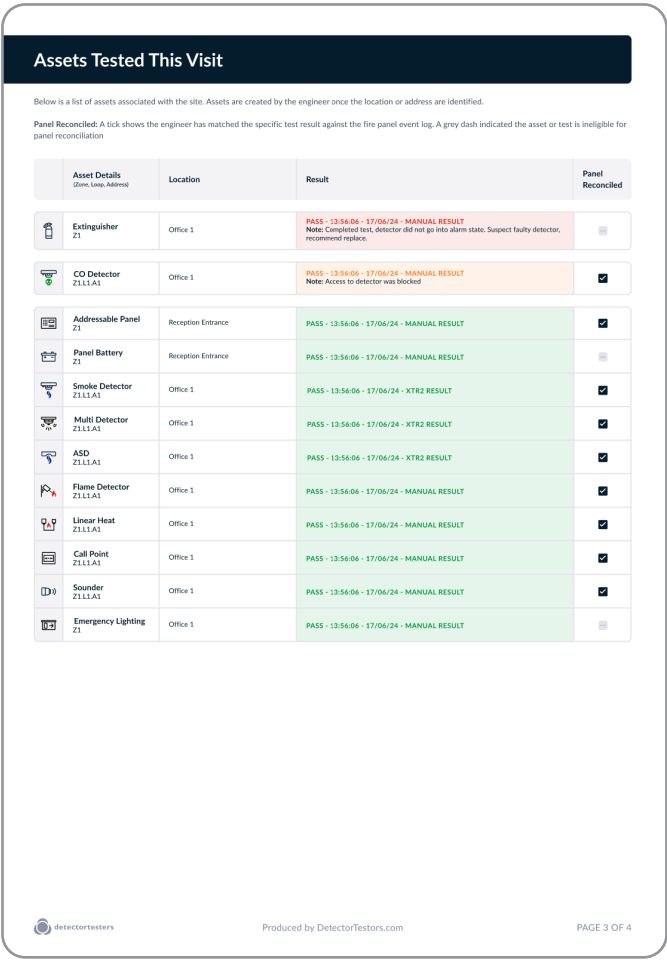 Assets Tested This Visit
Below is a list of assets associated with the site. Assets are created by the engineer once the location or address are identified.
Panel Reconciled: A tick shows the engineer has matched the specific test result against the fire panel event log. A grey dash indicated the asset or test is ineligible for
panel reconciliation
Asset Details
(Zone, Loop, Address)
Location
Result
Panel
Reconciled
Extinguisher
Z1
Office 1
PASS - 13:56:06 - 17/06/24 - MANUAL RESULT
Note: Completed test, detector did not go into alarm state. Suspect faulty detector,
recommend replace.
CO Detector
Z1.L1.A1
Office 1
PASS - 13:56:06 - 17/06/24 - MANUAL RESULT
Note: Access to detector was blocked
Addressable Panel
Z1
Reception Entrance
PASS - 13:56:06 - 17/06/24 - MANUAL RESULT
Panel Battery
Z1
Reception Entrance
PASS - 13:56:06 - 17/06/24 - MANUAL RESULT
Smoke Detector
Z1.L1.A1
Office 1
PASS - 13:56:06 - 17/06/24 - XTR2 RESULT
Multi Detector
Z1.L1.A1
Office 1
PASS - 13:56:06 - 17/06/24 - XTR2 RESULT
ASD
Z1.L1.A1
Office 1
PASS - 13:56:06 - 17/06/24 - XTR2 RESULT
Flame Detector
Z1.L1.A1
Office 1
PASS - 13:56:06 - 17/06/24 - MANUAL RESULT
Linear Heat
Z1.L1.A1
Office 1
PASS - 13:56:06 - 17/06/24 - MANUAL RESULT
Call Point
Z1.L1.A1
Office 1
PASS - 13:56:06 - 17/06/24 - MANUAL RESULT
Sounder
Z1.L1.A1
Office 1
PASS - 13:56:06 - 17/06/24 - MANUAL RESULT
Emergency Lighting
Z1
Office 1
PASS - 13:56:06 - 17/06/24 - MANUAL RESULT
detectortesters
Produced by DetectorTestors.com
PAGE 3 OF 4